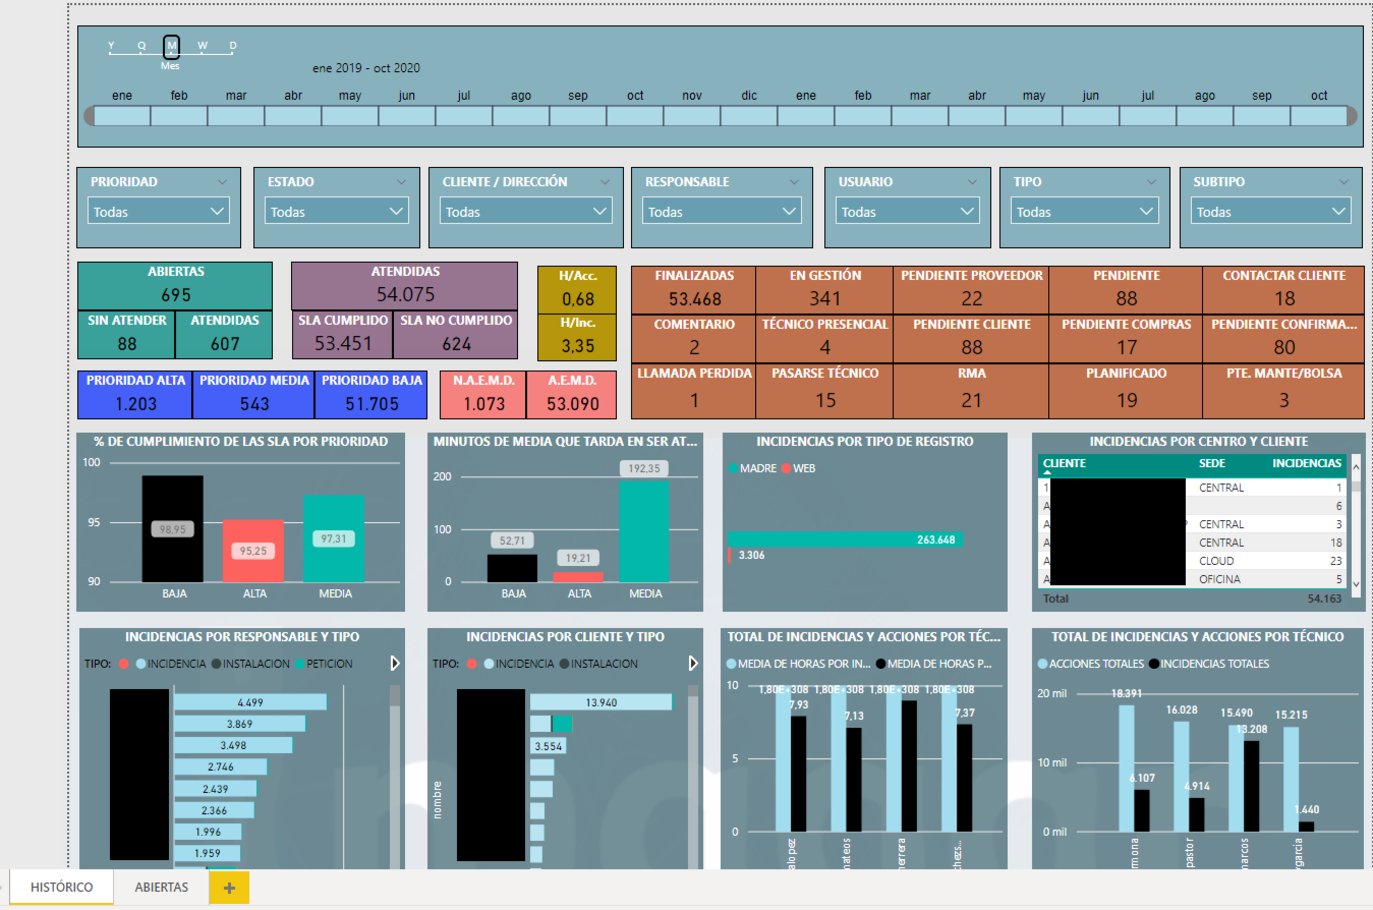 Y Q M W D
Mes
ene 2019 - oct 2020
ene feb mar abr may jun jul ago sep oct nov dic ene feb mar abr may jun jul ago sep oct
PRIORIDAD ESTADO CLIENTE / DIRECCIÓN RESPONSABLE USUARIO TIPO SUBTIPO
Todas Todas Todas Todas Todas Todas Todas
ABIERTAS
695
SIN ATENDER ATENDIDAS
88 607
ATENDIDAS
54.075
SLA CUMPLIDO SLA NO CUMPLIDO
53.451 624
H/Acc.
0,68
H/Inc.
3,35
FINALIZADAS EN GESTIÓN PENDIENTE PROVEEDOR PENDIENTE CONTACTAR CLIENTE
53.468 341 22 88 18
COMENTARIO TÉCNICO PRESENCIAL PENDIENTE CLIENTE PENDIENTE COMPRAS PENDIENTE CONFIRMA...
2 4 88 17 80
LLAMADA PERDIDA PASARSE TÉCNICO RMA PLANIFICADO PTE. MANTE/BOLSA
1 15 21 19 3
PRIORIDAD ALTA PRIORIDAD MEDIA PRIORIDAD BAJA
1.203 543 51.705
N.A.E.M.D. A.E.M.D.
1.073 53.090
% DE CUMPLIMIENTO DE LAS SLA POR PRIORIDAD
100
95
90
98,95
95,25
97,31
BAJA ALTA MEDIA
MINUTOS DE MEDIA QUE TARDA EN SER AT...
200
100
0
52,71
19,21
192,35
BAJA ALTA MEDIA
INCIDENCIAS POR TIPO DE REGISTRO
MADRE WEB
263.648
3.306
INCIDENCIAS POR CENTRO Y CLIENTE
CLIENTE SEDE INCIDENCIAS
1 CENTRAL 1
A 6
A CENTRAL 3
A CENTRAL 18
A CLOUD 23
A OFICINA 5
Total 54.163
INCIDENCIAS POR RESPONSABLE Y TIPO
TIPO: INCIDENCIA INSTALACION PETICION
4.499
3.869
3.498
2.746
2.439
2.366
1.996
1.959
INCIDENCIAS POR CLIENTE Y TIPO
TIPO: INCIDENCIA INSTALACION
nombre
13.940
3.554
TOTAL DE INCIDENCIAS Y ACCIONES POR TÉC...
MEDIA DE HORAS POR IN... MEDIA DE HORAS P...
10
5
0
1,80E+308 1,80E+308 1,80E+308 1,80E+308
7,93 7,13 7,37
alopez mateos herrera chezs...
TOTAL DE INCIDENCIAS Y ACCIONES POR TÉCNICO
ACCIONES TOTALES INCIDENCIAS TOTALES
20 mil
10 mil
0 mil
18.391 16.028 15.490 15.215
6.107 4.914 13.208 1.440
rmona pastor marcos ygarcia
HISTÓRICO ABIERTAS +